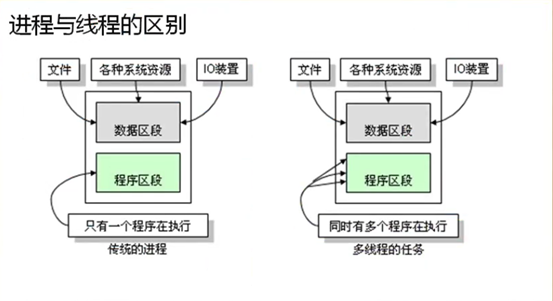 进程与线程的区别
文件 各种系统资源 IO装置 文件 各种系统资源 IO装置
数据区段 数据区段
程序区段 程序区段
只有一个程序在执行 同时有多个程序在执行
传统的进程 多线程的任务